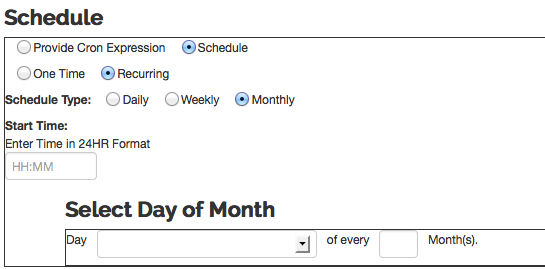 Schedule
Provide Cron Expression Schedule
One Time Recurring
Schedule Type: Daily Weekly Monthly
Start Time:
Enter Time in 24HR Format
HH:MM
Select Day of Month
Day of every Month(s).